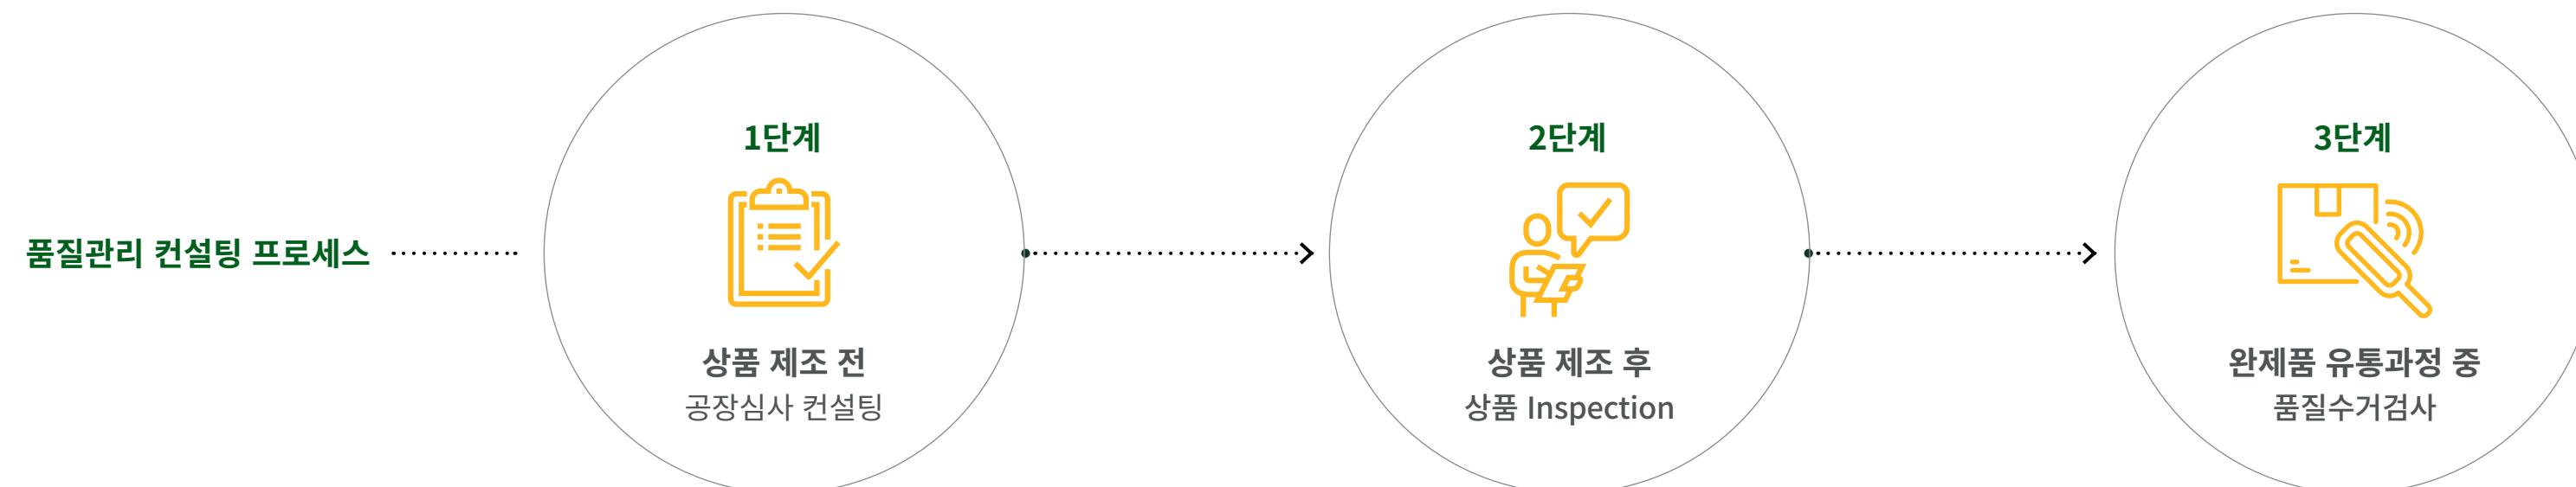 품질관리 컨설팅 프로세스
1단계
상품 제조 전
공장심사 컨설팅
2단계
상품 제조 후
상품 Inspection
3단계
완제품 유통과정 중
품질수거검사